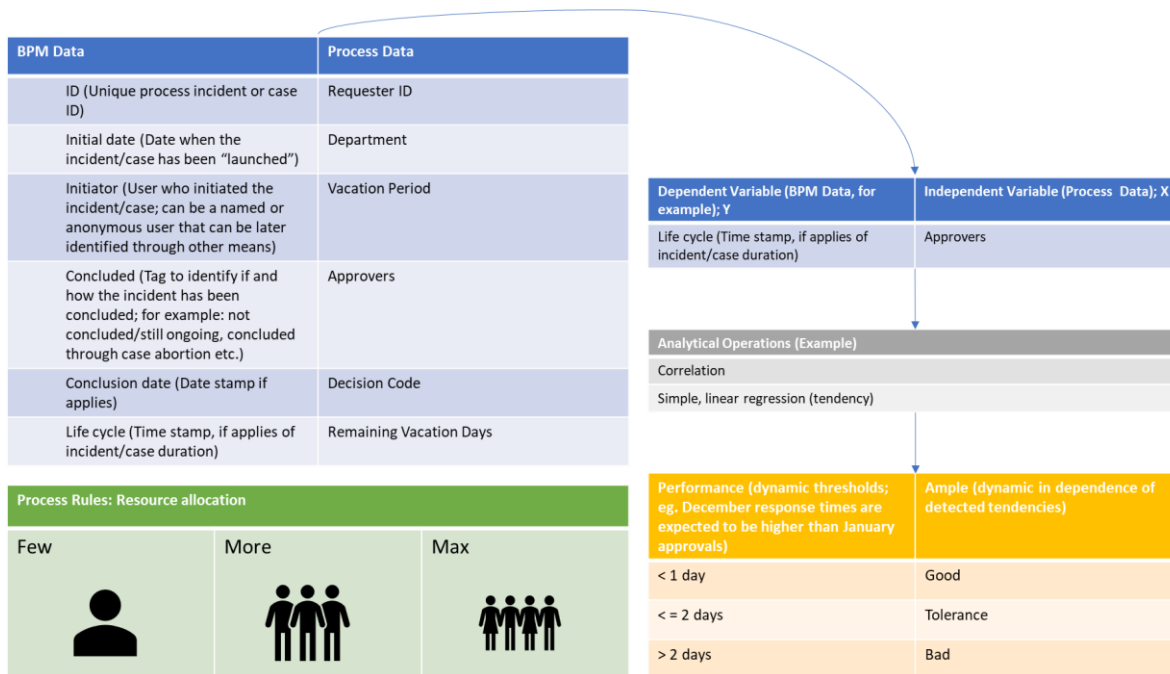 BPM Data
Process Data
ID (Unique process incident or case
ID)
Requester ID
Initial date (Date when the
incident/case has been “launched”)
Department
Initiator (User who initiated the
incident/case; can be a named or
anonymous user that can be later
identified through other means)
Vacation Period
Concluded (Tag to identify if and
how the incident has been
concluded; for example: not
concluded/still ongoing, concluded
through case abortion etc.)
Approvers
Conclusion date (Date stamp if
applies)
Decision Code
Life cycle (Time stamp, if applies of
incident/case duration)
Remaining Vacation Days
Process Rules: Resource allocation
Few
More
Max
Dependent Variable (BPM Data, for
example); Y
Independent Variable (Process Data); X
Life cycle (Time stamp, if applies of
incident/case duration)
Approvers
Analytical Operations (Example)
Correlation
Simple, linear regression (tendency)
Performance (dynamic thresholds;
eg. December response times are
expected to be higher than January
approvals)
Ample (dynamic in dependence of
detected tendencies)
< 1 day
Good
< = 2 days
Tolerance
> 2 days
Bad